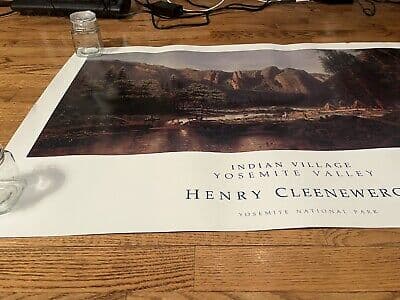 INDIAN VILLAGE
YOSEMITE VALLEY
HENRY CLEENEWERC
YOSEMITE NATIONAL PARK